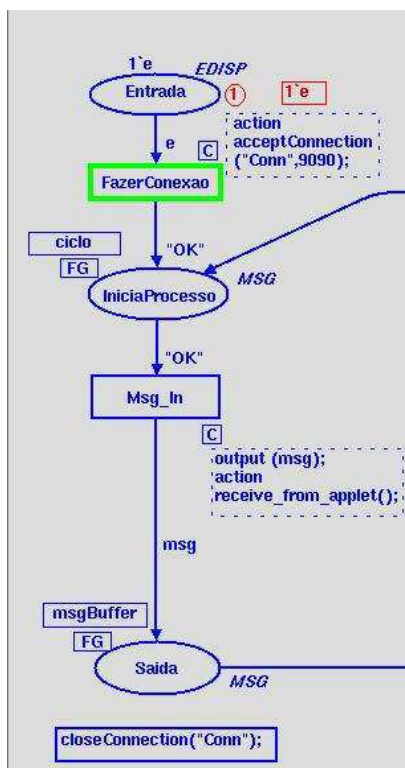 1`e
EDISP
Entrada
1
1`e
e
C
action
acceptConnection
("Conn",9090);
FazerConexao
ciclo
"OK"
FG
MSG
IniciaProcesso
"OK"
Msg_In
C
output (msg);
action
receive_from_applet();
msg
msgBuffer
FG
Saida
MSG
closeConnection("Conn");